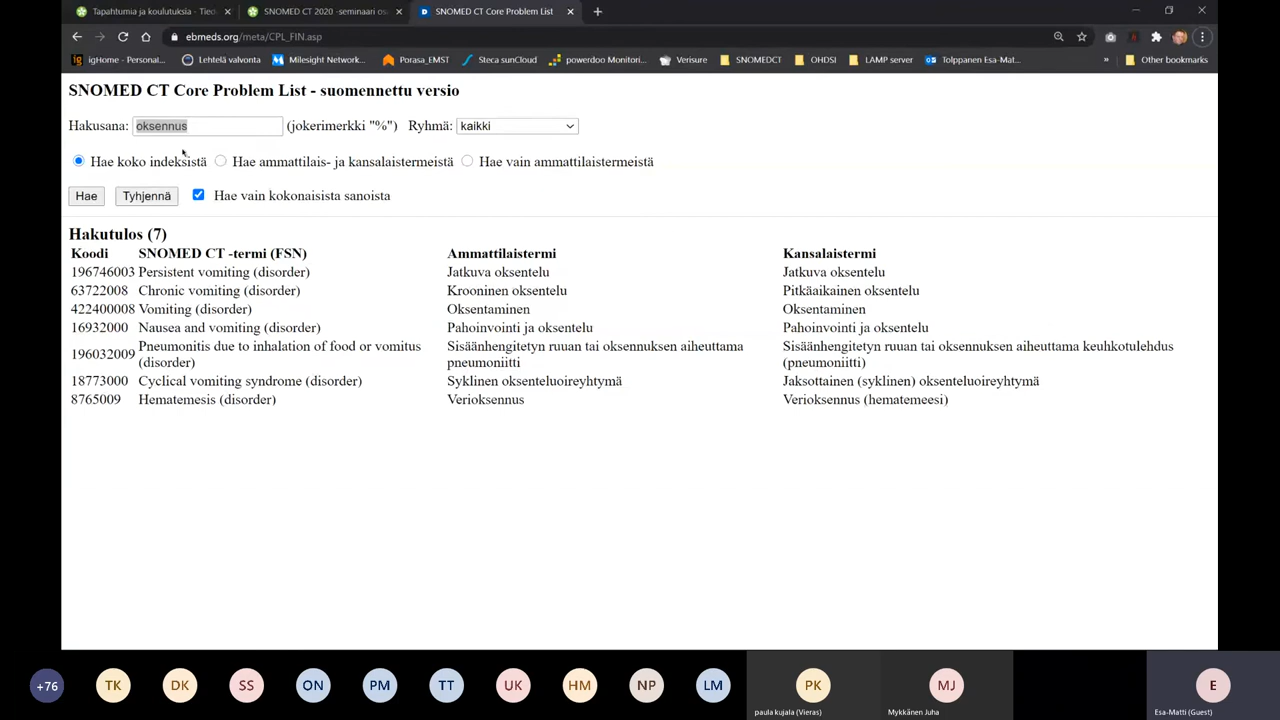 Tapahtumia ja koulutuksia - Tied
SNOMED CT 2020 -seminaari os
SNOMED CT Core Problem List
ebmeds.org/meta/CPL_FIN.asp
igHome - Personal...
Lehtelä valvonta
Milesight Network...
Porasa_EMST
Steca sunCloud
powerdoo Monitori...
Verisure
SNOMEDCT
OHDSI
LAMP server
Tolppanen Esa-Mat...
»
Other bookmarks
SNOMED CT Core Problem List - suomennettu versio
Hakusana: oksennus (jokerimerkki "%") Ryhmä: kaikki
Hae koko indeksistä Hae ammattilais- ja kansalaistermeistä Hae vain ammattilaistermeistä
Hae Tyhjennä Hae vain kokonaisista sanoista
Hakutulos (7)
Koodi SNOMED CT -termi (FSN) Ammattilaistermi Kansalaistermi
196746003 Persistent vomiting (disorder) Jatkuva oksentelu Jatkuva oksentelu
63722008 Chronic vomiting (disorder) Krooninen oksentelu Pitkäaikainen oksentelu
422400008 Vomiting (disorder) Oksentaminen Oksentaminen
16932000 Nausea and vomiting (disorder) Pahoinvointi ja oksentelu Pahoinvointi ja oksentelu
196032009 Pneumonitis due to inhalation of food or vomitus (disorder) Sisäänhengitetyn ruuan tai oksennuksen aiheuttama pneumoniitti Sisäänhengitetyn ruuan tai oksennuksen aiheuttama keuhkotulehdus (pneumoniitti)
18773000 Cyclical vomiting syndrome (disorder) Syklinen oksenteluoireyhtymä Jaksottainen (syklinen) oksenteluoireyhtymä
8765009 Hematemesis (disorder) Verioksennus Verioksennus (hematemeesi)
+76 TK DK SS ON PM TT UK HM NP LM PK MJ E
paula kujala (Vieras) Mykkänen Juha Esa-Matti (Guest)